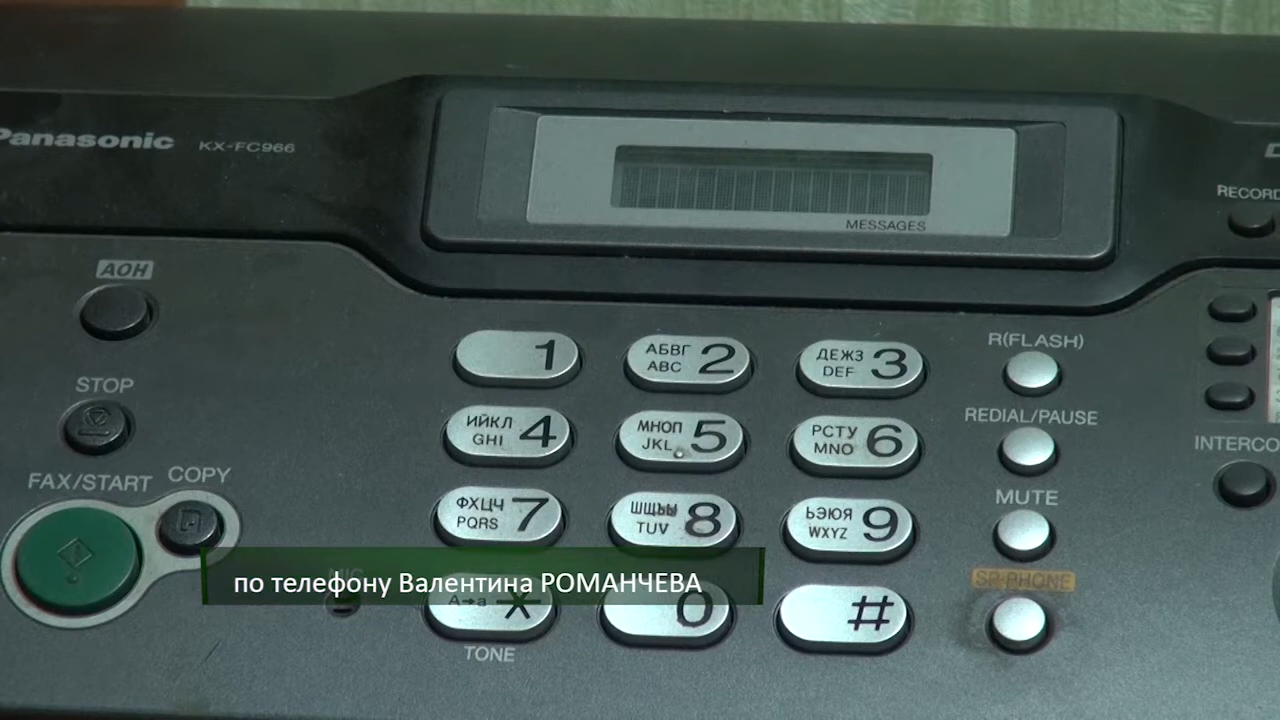 Panasonic KX-FC966
MESSAGES
RECORD
АОН
STOP
FAX/START COPY
1
АБВГ ABC 2
ДЕЖЗ DEF 3
R(FLASH)
ИЙКЛ GHI 4
МНОП JKL 5
РСТУ MNO 6
REDIAL/PAUSE
INTERCO
ФХЦЧ PQRS 7
ШЩЪЫ TUV 8
ЬЭЮЯ WXYZ 9
MUTE
MIC
по телефону Валентина РОМАНЧЕВА
SP-PHONE
A→a *
0
#
TONE